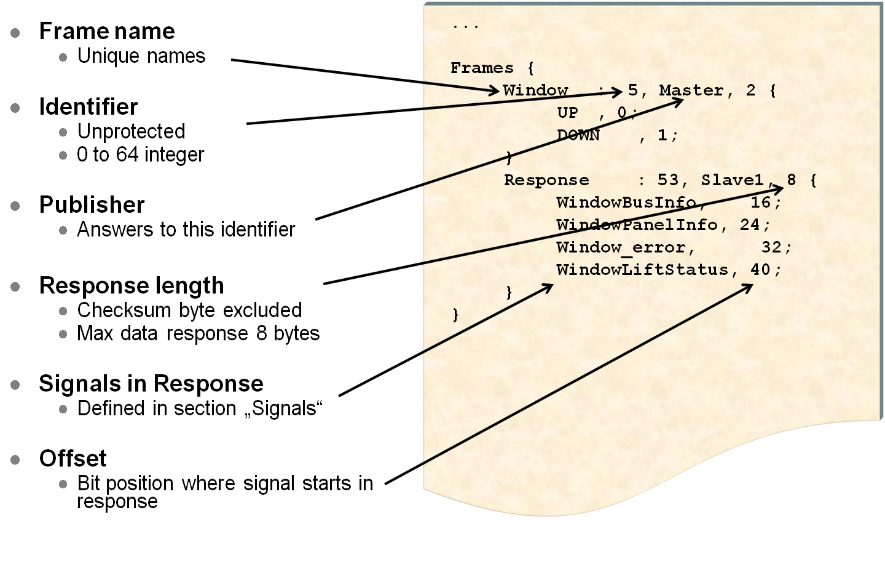 Frame name
Unique names
Identifier
Unprotected
0 to 64 integer
Publisher
Answers to this identifier
Response length
Checksum byte excluded
Max data response 8 bytes
Signals in Response
Defined in section „Signals“
Offset
Bit position where signal starts in
response
...
Frames {
Window : 5, Master, 2 {
UP , 0;
DOWN , 1;
}
Response : 53, Slave1, 8 {
WindowBusInfo, 16;
WindowPanelInfo, 24;
Window_error, 32;
WindowLiftStatus, 40;
}
}